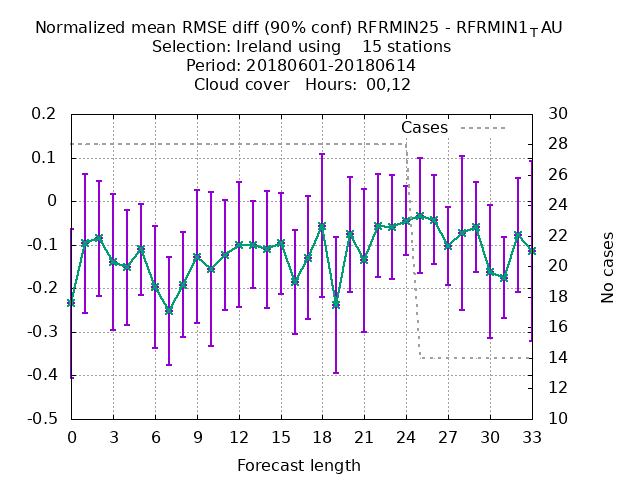 Normalized mean RMSE diff (90% conf) RFRMIN25 - RFRMIN1TAU
Selection: Ireland using    15 stations
Period: 20180601-20180614
Cloud cover   Hours: 00,12
Cases
0.2
0.1
0
-0.1
-0.2
-0.3
-0.4
-0.5
30
28
26
24
22
20
18
16
14
12
10
No cases
0 3 6 9 12 15 18 21 24 27 30 33
Forecast length